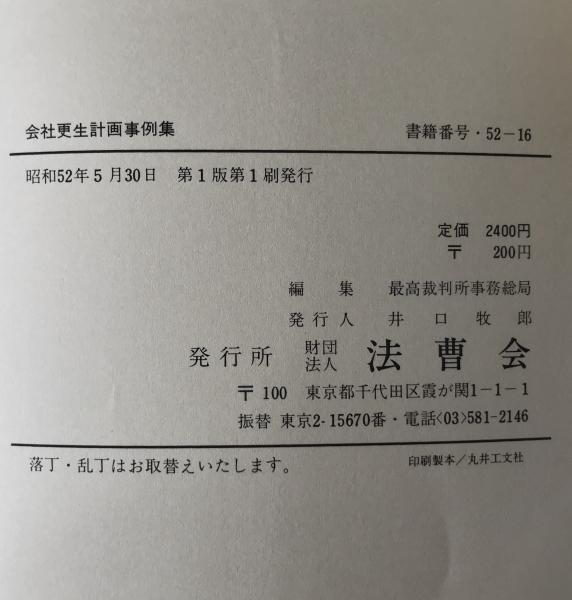 会社更生計画事例集　書籍番号・52－16
昭和52年5月30日　第1版第1刷発行
定価　2400円
〒　200円
編　集　最高裁判所事務総局
発行人　井口牧郎
発行所　財団法人　法曹会
〒100　東京都千代田区霞が関1－1－1
振替 東京2-15670番・電話<03>581-2146
落丁・乱丁はお取替えいたします。　印刷製本／丸井工文社